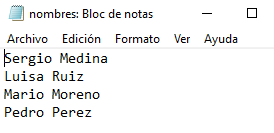 nombres: Bloc de notas
Archivo Edición Formato Ver Ayuda
Sergio Medina
Luisa Ruiz
Mario Moreno
Pedro Perez